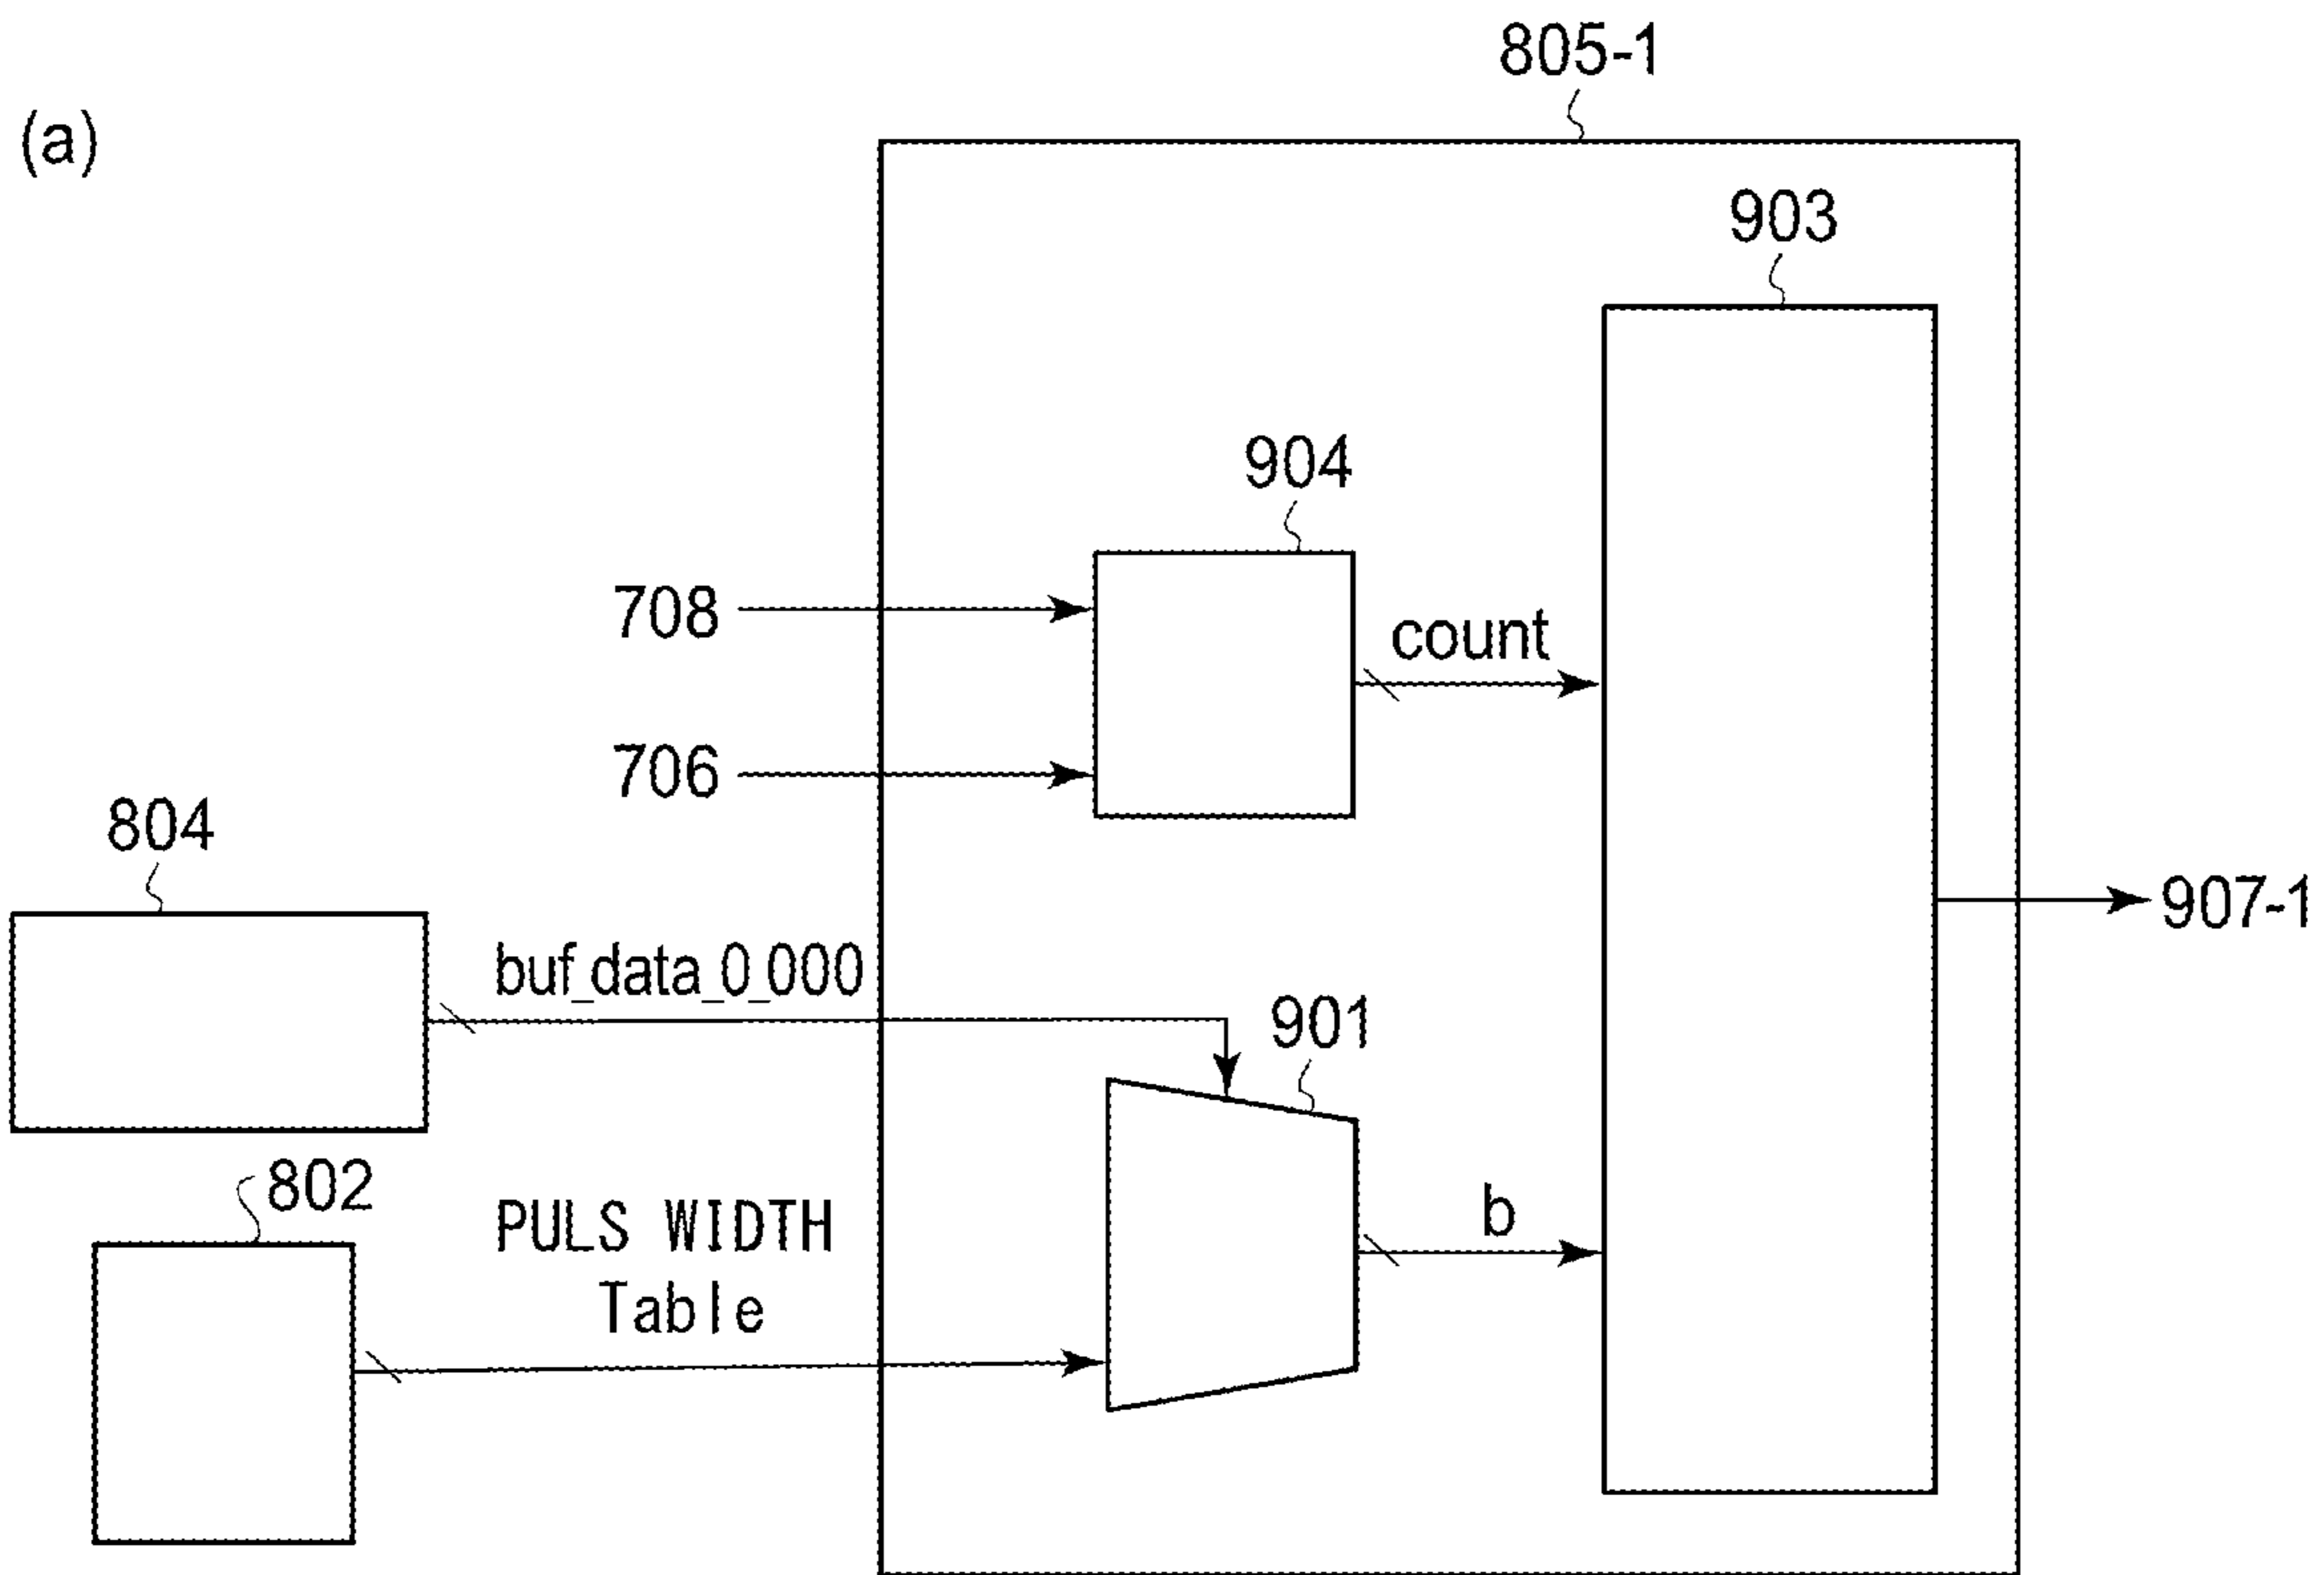 805-1
(a)
903
904
708
count
706
804
907-1
buf_data_0_000
901
802
PULS WIDTH
Table
b